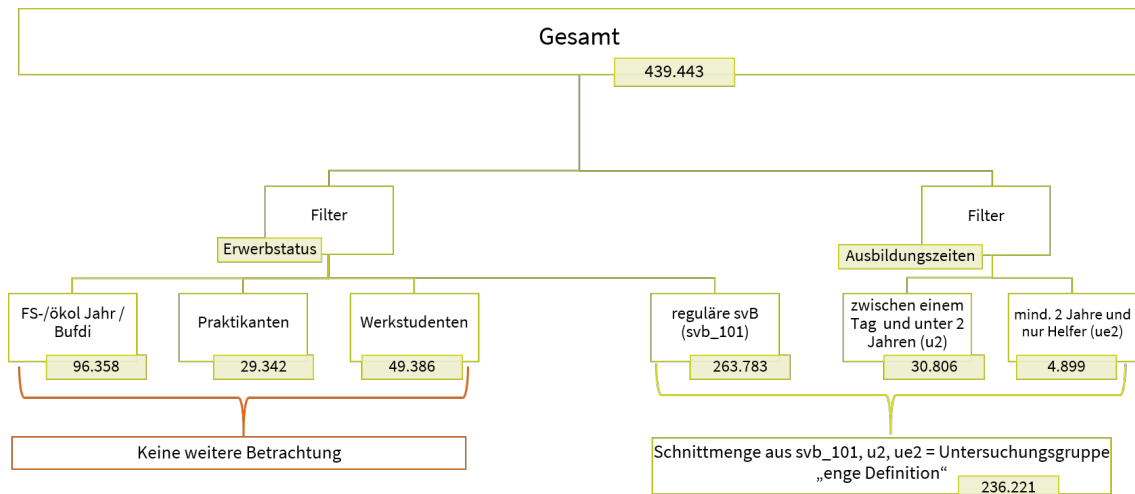 Gesamt
439.443
Filter
Erwerbstatus
Filter
Ausbildungszeiten
FS-/ökol Jahr /
Bufdi
96.358
Praktikanten
29.342
Werkstudenten
49.386
reguläre svB
(svb_101)
263.783
zwischen einem
Tag und unter 2
Jahren (u2)
30.806
mind. 2 Jahre und
nur Helfer (ue2)
4.899
Keine weitere Betrachtung
Schnittmenge aus svb_101, u2, ue2 = Untersuchungsgruppe
„enge Definition“
236.221